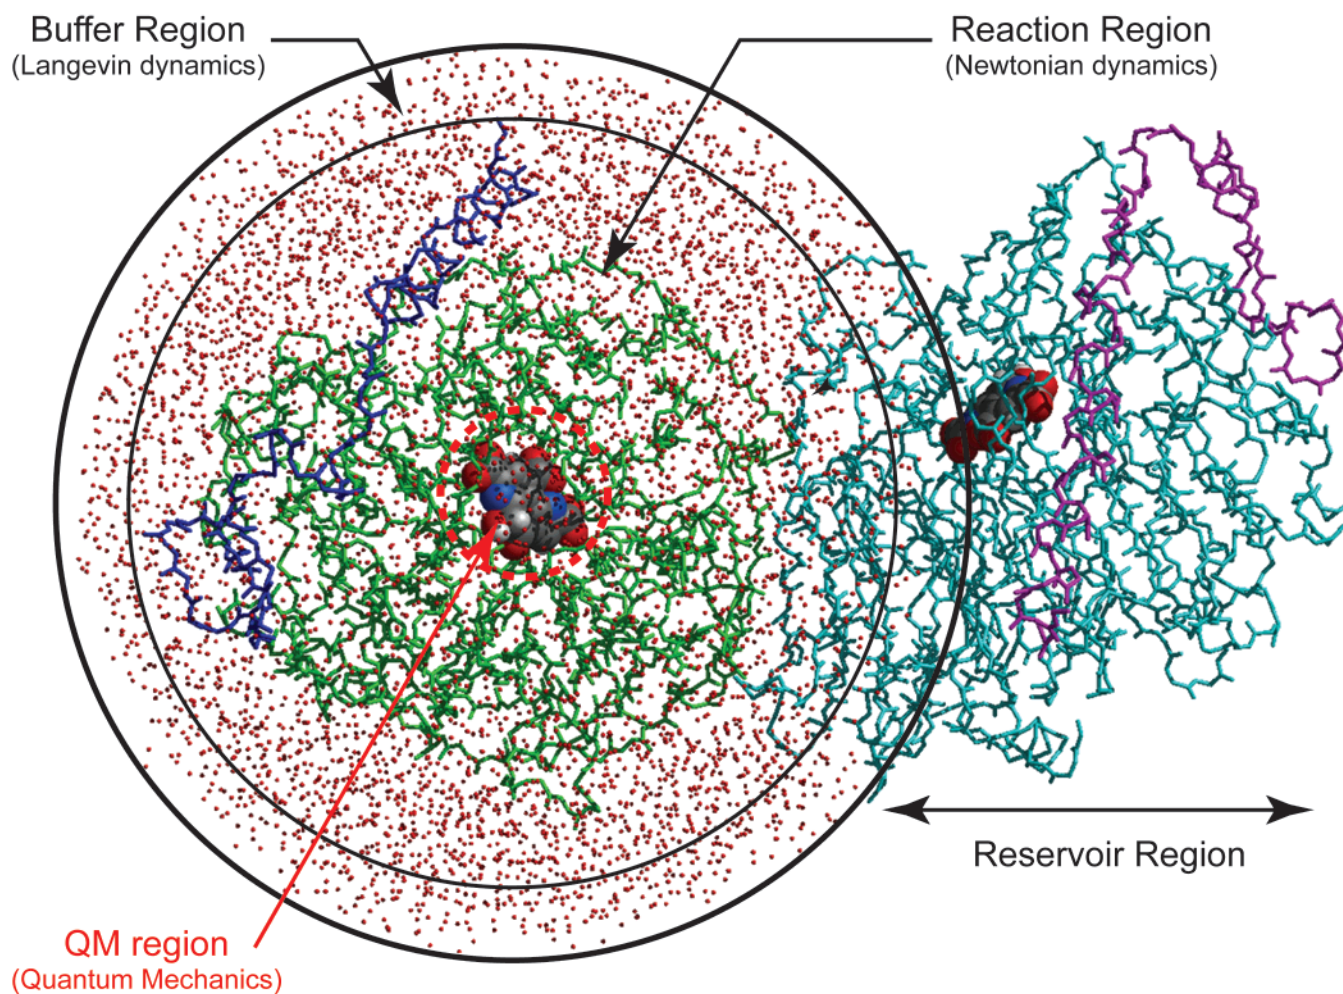 Buffer Region
(Langevin dynamics)
Reaction Region
(Newtonian dynamics)
Reservoir Region
QM region
(Quantum Mechanics)